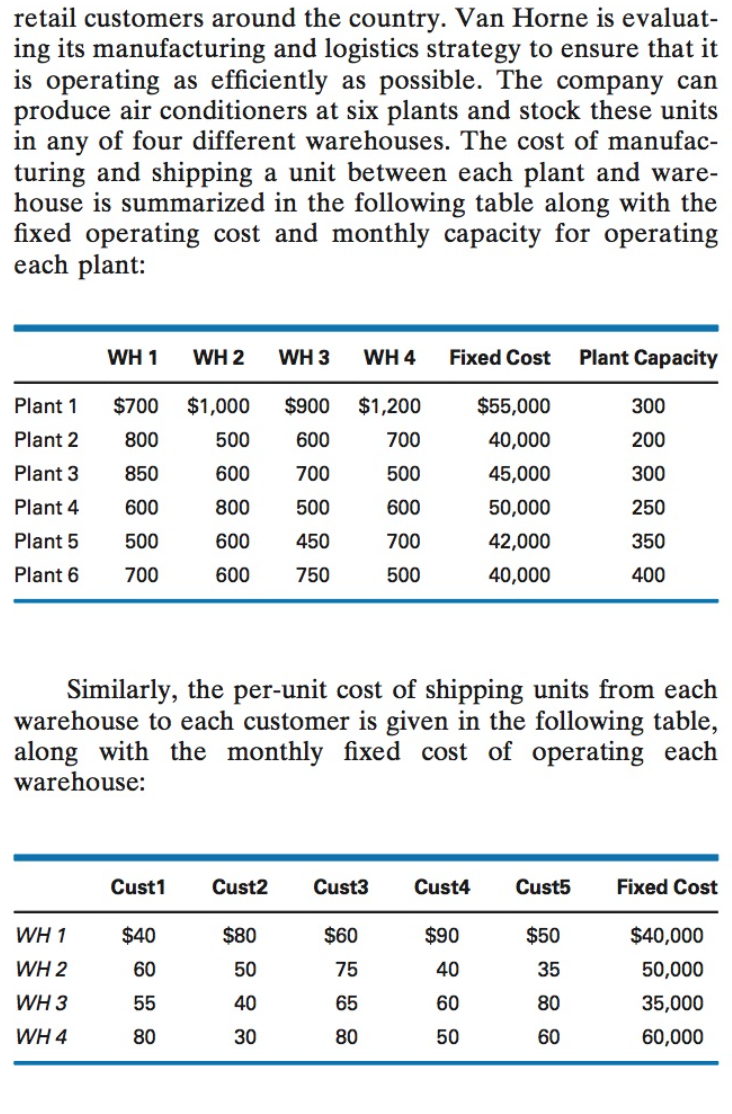 retail customers around the country. Van Horne is evaluat-
ing its manufacturing and logistics strategy to ensure that it
is operating as efficiently as possible. The company can
produce air conditioners at six plants and stock these units
in any of four different warehouses. The cost of manufac-
turing and shipping a unit between each plant and ware-
house is summarized in the following table along with the
fixed operating cost and monthly capacity for operating
each plant:
WH 1 WH 2 WH 3 WH 4 Fixed Cost Plant Capacity
Plant 1 $700 $1,000 $900 $1,200 $55,000 300
Plant 2 800 500 600 700 40,000 200
Plant 3 850 600 700 500 45,000 300
Plant 4 600 800 500 600 50,000 250
Plant 5 500 600 450 700 42,000 350
Plant 6 700 600 750 500 40,000 400
Similarly, the per-unit cost of shipping units from each
warehouse to each customer is given in the following table,
along with the monthly fixed cost of operating each
warehouse:
Cust1 Cust2 Cust3 Cust4 Cust5 Fixed Cost
WH 1 $40 $80 $60 $90 $50 $40,000
WH 2 60 50 75 40 35 50,000
WH 3 55 40 65 60 80 35,000
WH 4 80 30 80 50 60 60,000